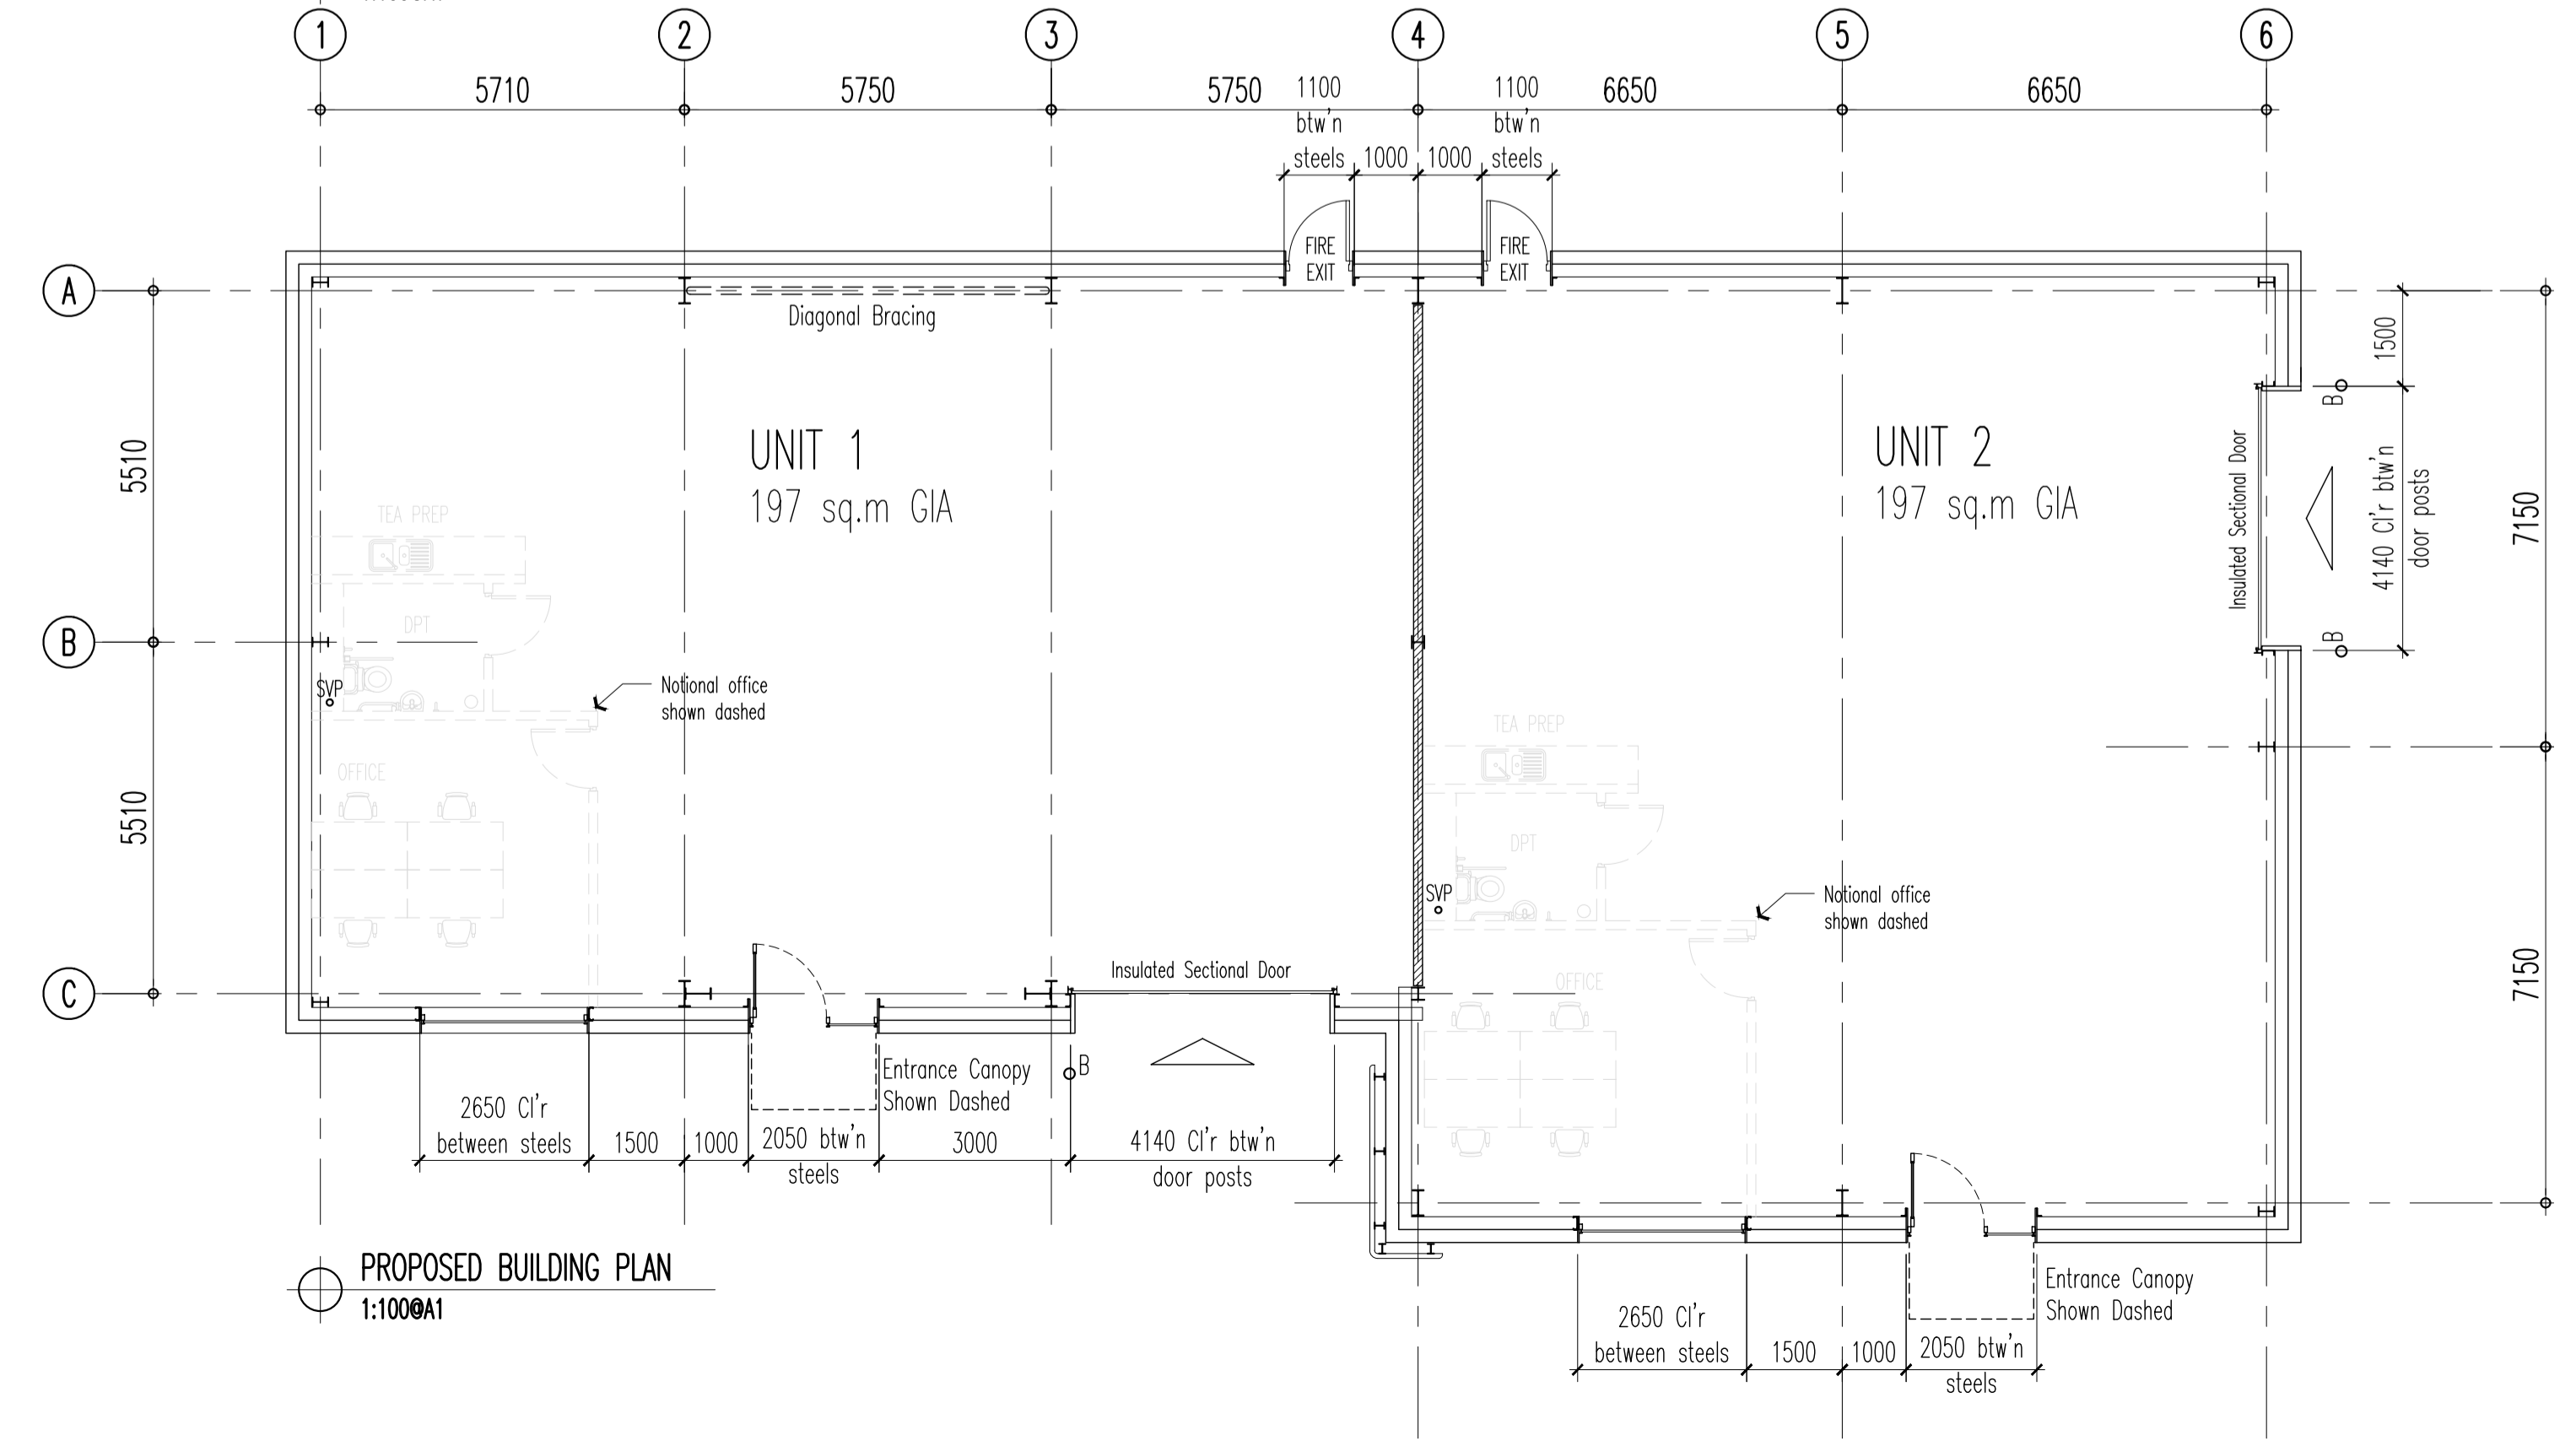 1
2
3
4
5
6
5710
5750
5750
1100
btw'n
steels
1000
1000
1100
btw'n
steels
6650
6650
FIRE
EXIT
FIRE
EXIT
A
B
C
5510
5510
Diagonal Bracing
UNIT 1
197 sq.m GIA
UNIT 2
197 sq.m GIA
1500
4140 Cl'r btw'n
door posts
7150
7150
Insulated Sectional Door
B
B
TEA PREP
DPT
SVP
Notional office
shown dashed
OFFICE
TEA PREP
DPT
SVP
Notional office
shown dashed
OFFICE
Insulated Sectional Door
B
Entrance Canopy
Shown Dashed
2650 Cl'r
between steels
1500
1000
2050 btw'n
steels
3000
4140 Cl'r btw'n
door posts
PROPOSED BUILDING PLAN
1:100@A1
Entrance Canopy
Shown Dashed
2650 Cl'r
between steels
1500
1000
2050 btw'n
steels